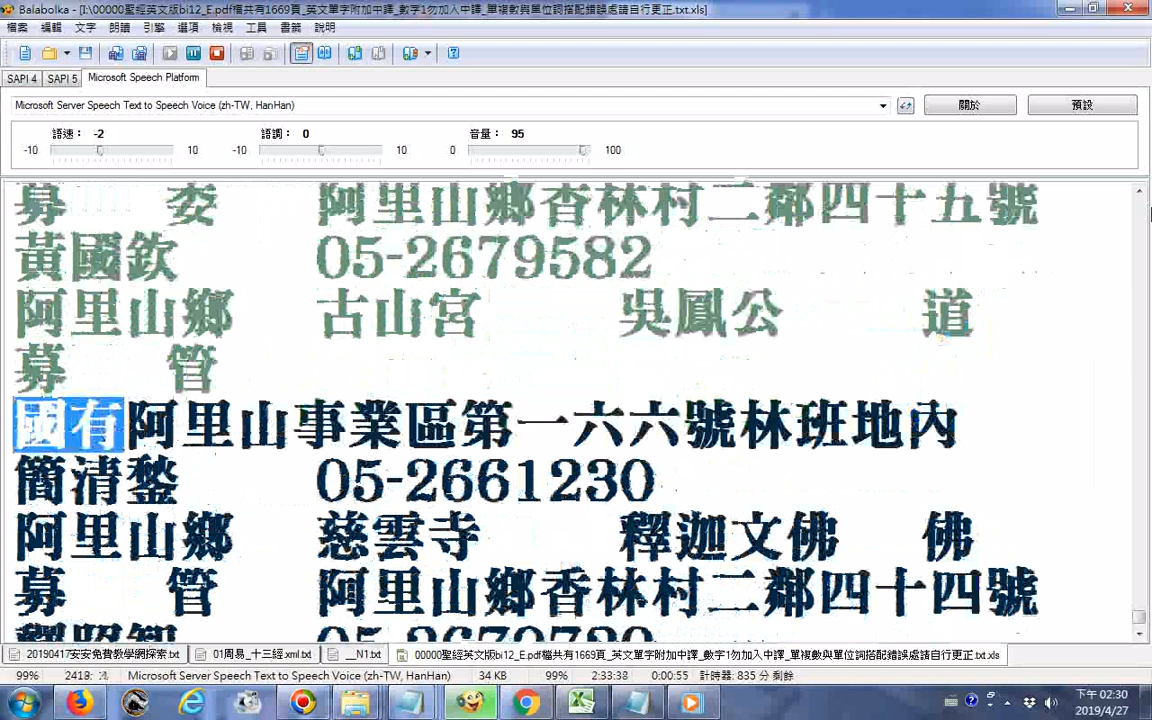 Balabolka - [I:\00000聖經英文版bi12_E.pdf檔共有1669頁_英文單字附加中譯_數字1勿加入中譯_單複數與單位詞搭配錯誤處請自行更正.txt.xls]
檔案 編輯 文字 朗讀 引擎 選項 檢視 工具 書籤 說明
SAPI 4 SAPI 5 Microsoft Speech Platform
Microsoft Server Speech Text to Speech Voice (zh-TW, HanHan) 關於 預設
語速： -2 語調： 0 音量： 95
-10 10 -10 10 0 100
募 委 阿里山鄉香林村二鄰四十五號
黃國欽 05-2679582
阿里山鄉 古山宮 吳鳳公 道
募 管
國有阿里山事業區第一六六號林班地內
簡清鏊 05-2661230
阿里山鄉 慈雲寺 釋迦文佛 佛
募 管 阿里山鄉香林村二鄰四十四號
20190417安安免費教學網探索.txt 01周易_十三經.xml.txt __N1.txt 00000聖經英文版bi12_E.pdf檔共有1669頁_英文單字附加中譯_數字1勿加入中譯_單複數與單位詞搭配錯誤處請自行更正.txt.xls
99% 2418: Microsoft Server Speech Text to Speech Voice (zh-TW, HanHan) 34 KB 99% 2:33:38 0:00:55 計時器: 835 分 剩餘
下午 02:30
2019/4/27